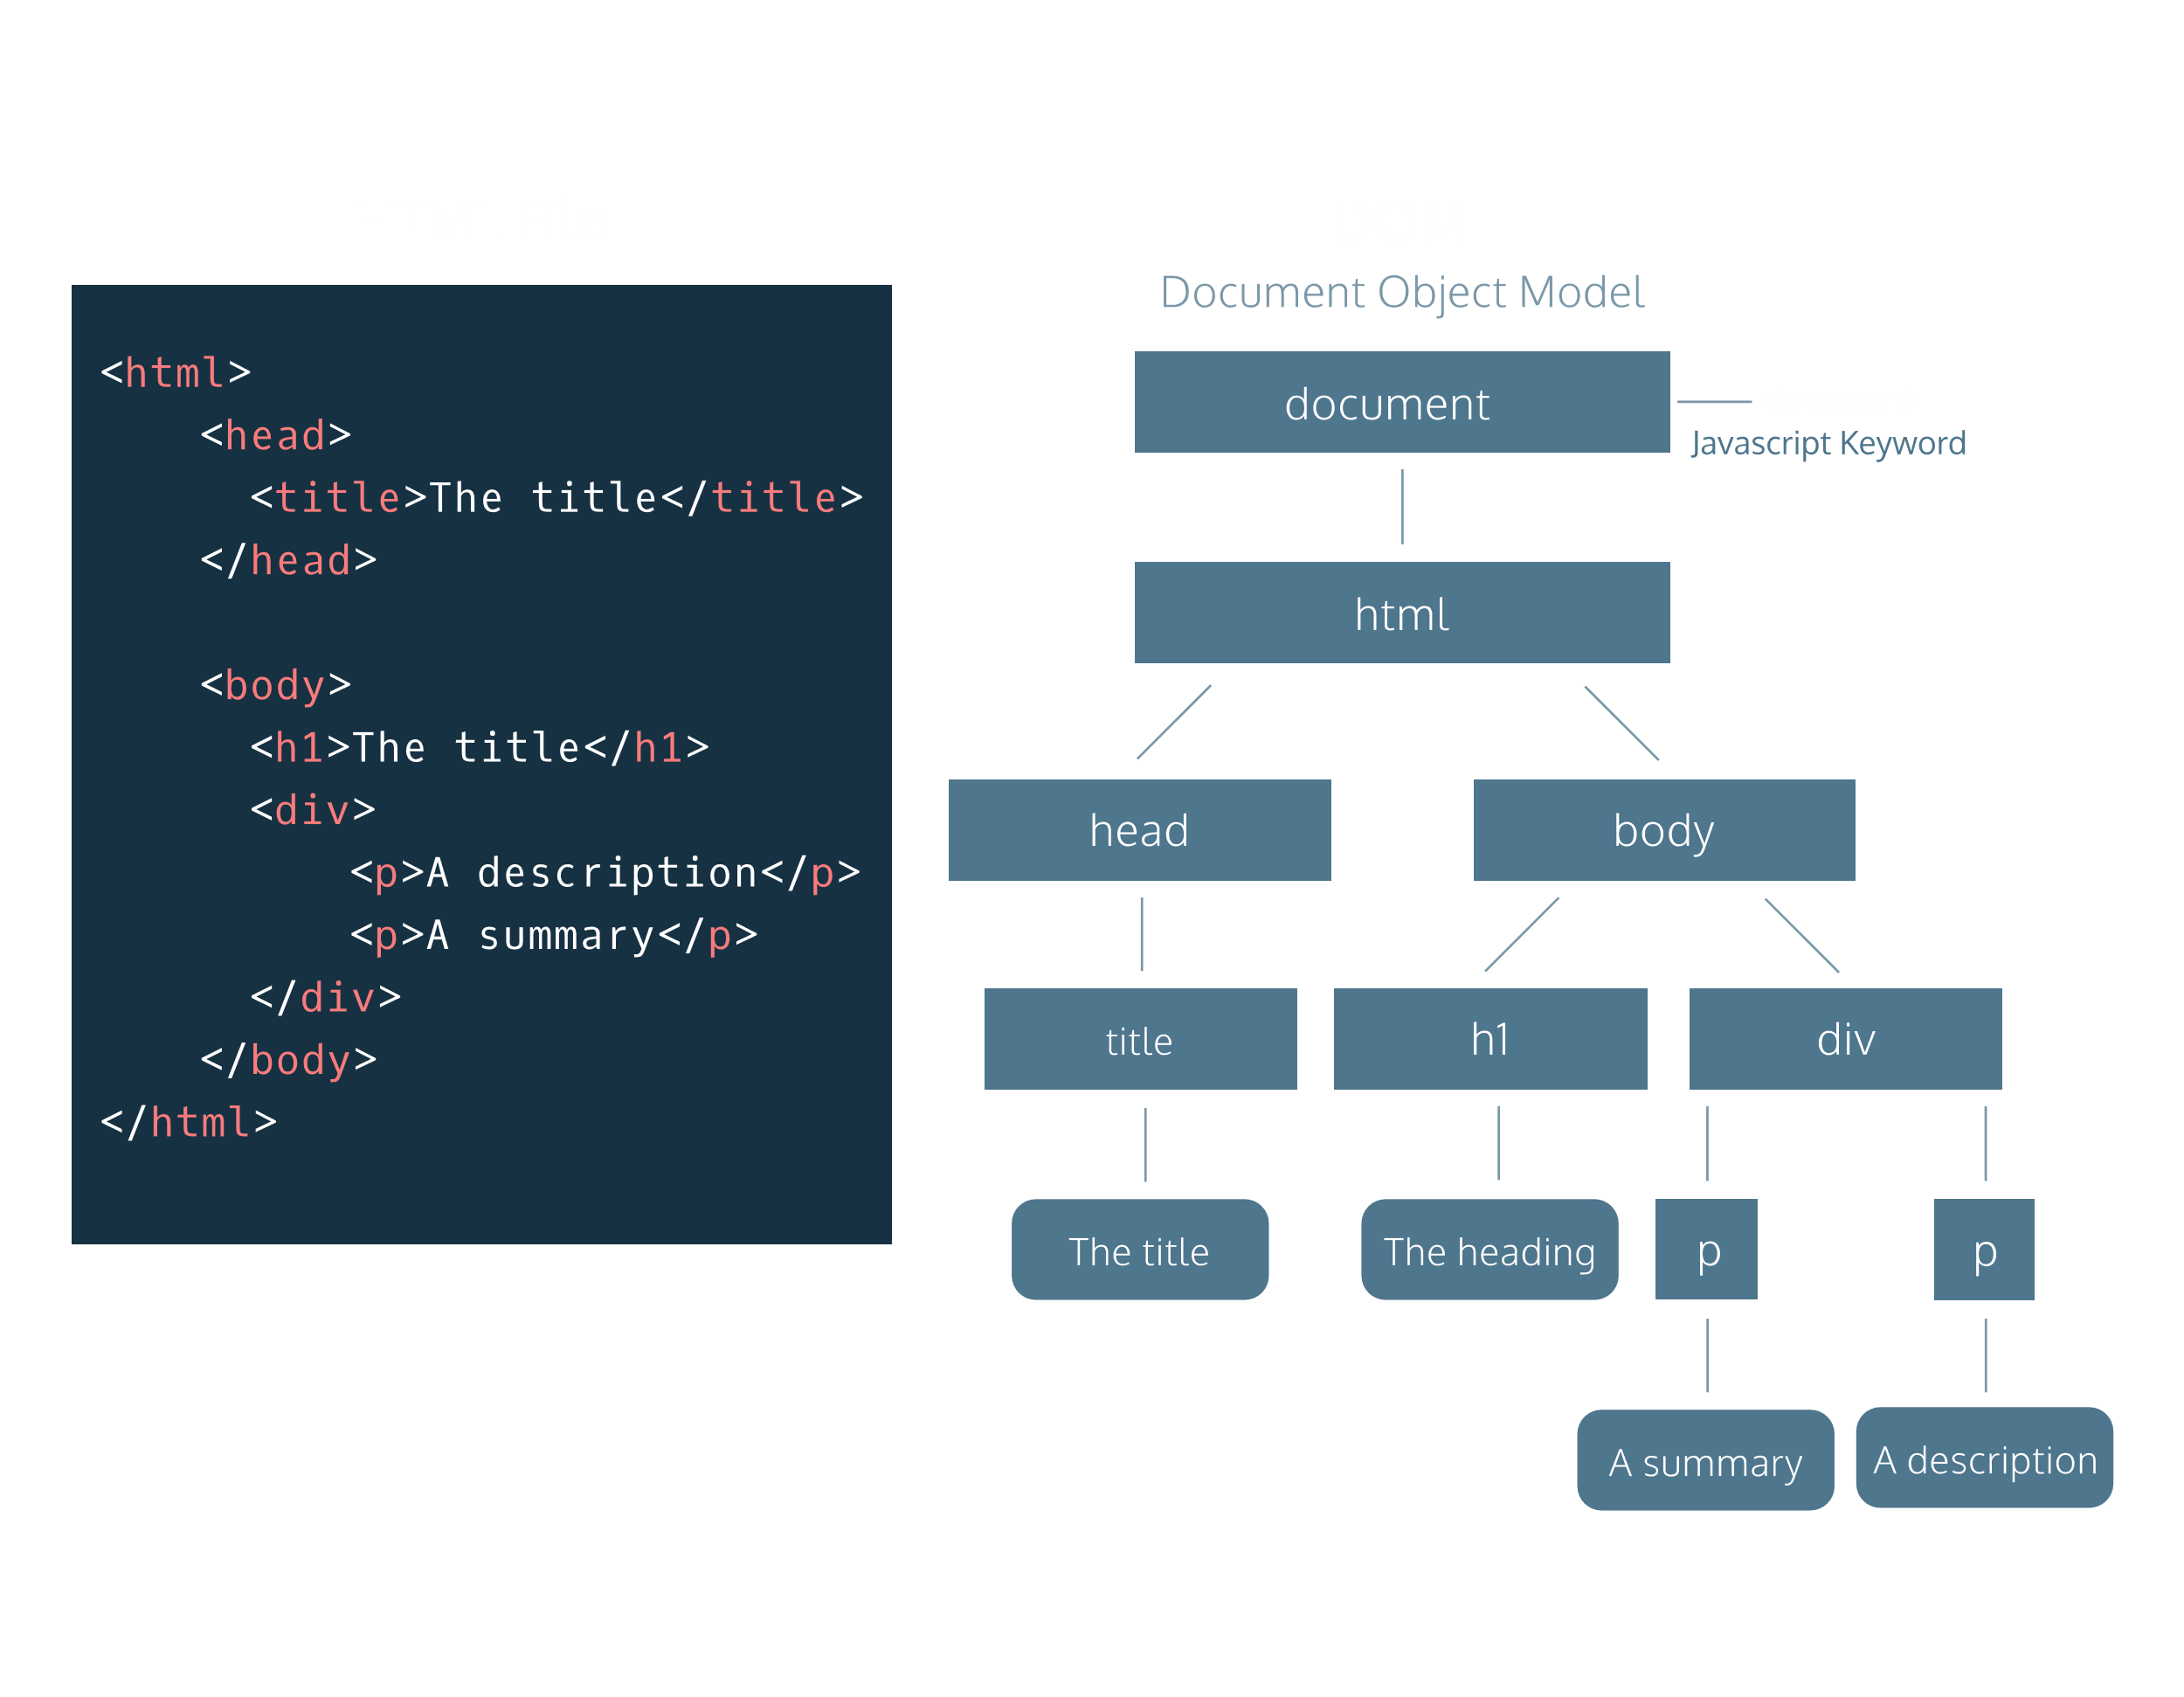 <html>
<head>
<title>The title</title>
</head>
<body>
<h1>The title</h1>
<div>
<p>A description</p>
<p>A summary</p>
</div>
</body>
</html>
Document Object Model
document
Javascript Keyword
html
head
body
title
h1
div
The title
The heading
p
p
A summary
A description